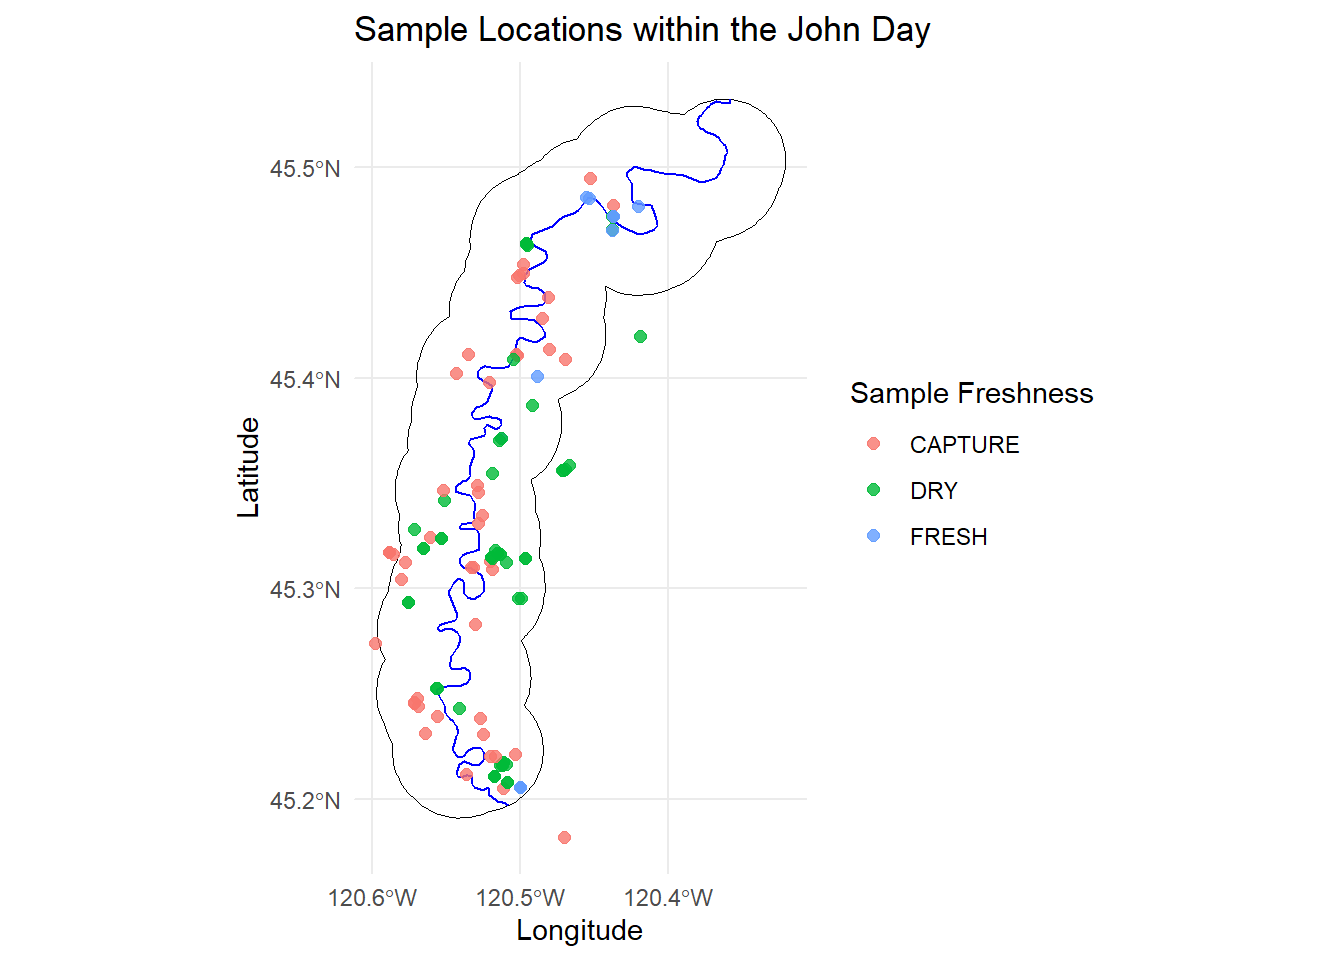 Sample Locations within the John Day
45.5°N
45.4°N
45.3°N
45.2°N
Latitude
120.6°W
120.5°W
120.4°W
Longitude
Sample Freshness
CAPTURE
DRY
FRESH